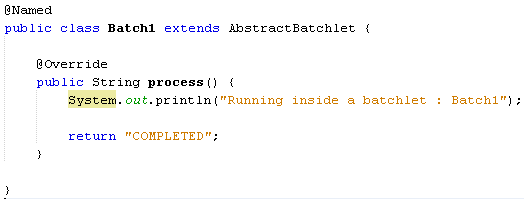 @Named
public class Batch1 extends AbstractBatchlet {
@Override
public String process() {
System.out.println("Running inside a batchlet : Batch1");
return "COMPLETED";
}
}